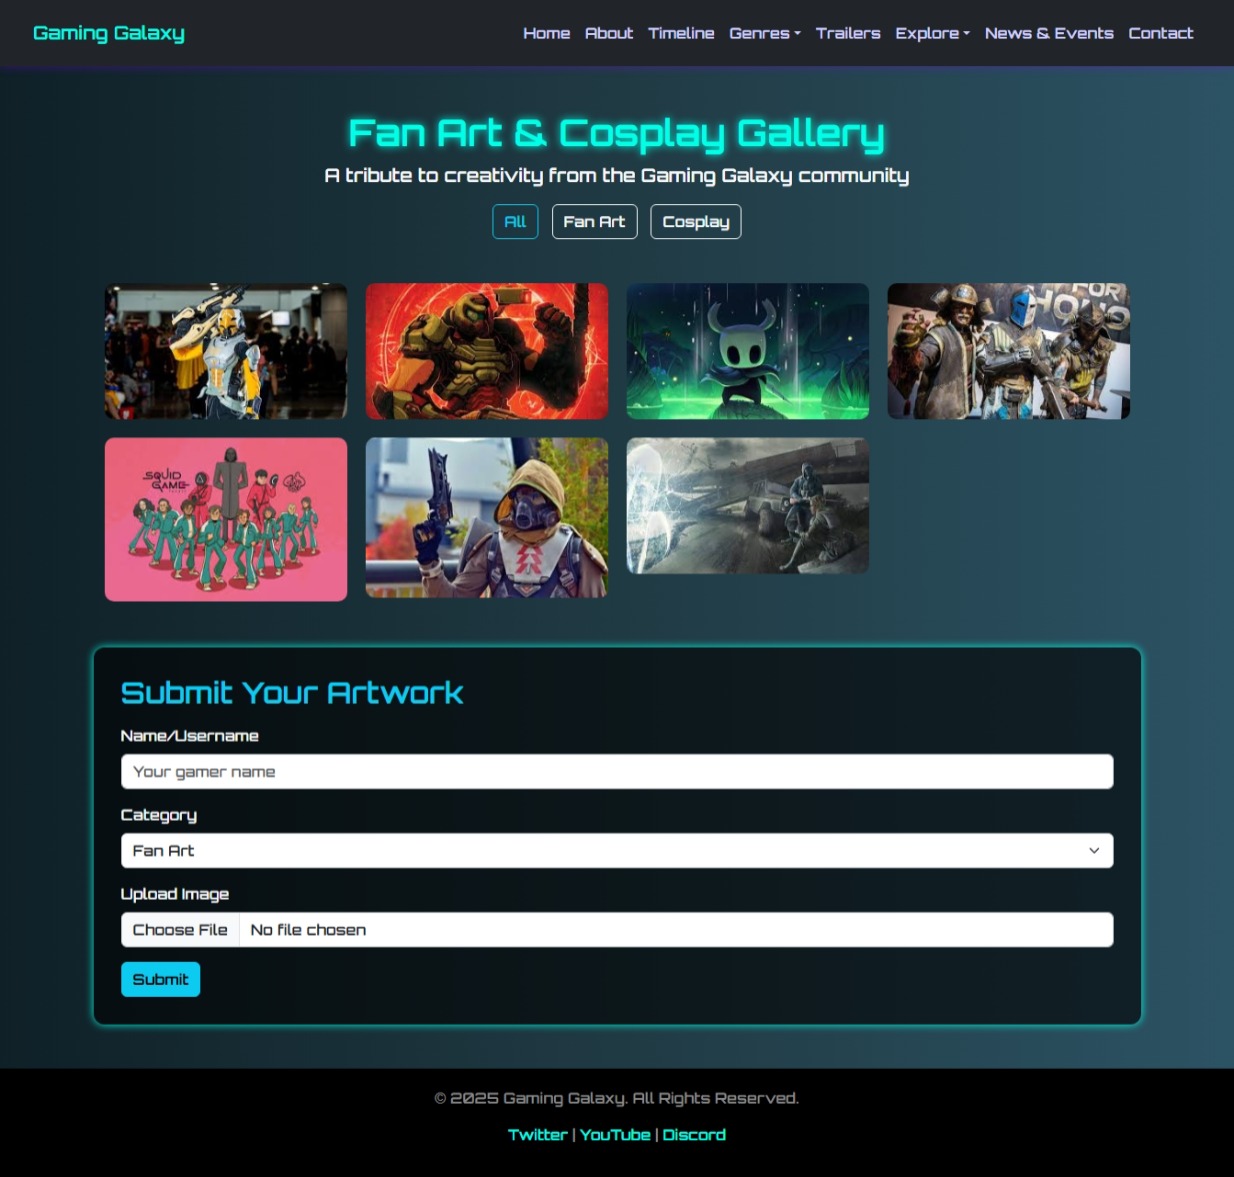 Gaming Galaxy
Home About Timeline Genres Trailers Explore News & Events Contact
Fan Art & Cosplay Gallery
A tribute to creativity from the Gaming Galaxy community
All Fan Art Cosplay
FOR
HONO
SQUID
GAME
Submit Your Artwork
Name/Username
Your gamer name
Category
Fan Art
Upload Image
Choose File No file chosen
Submit
© 2025 Gaming Galaxy. All Rights Reserved.
Twitter | YouTube | Discord